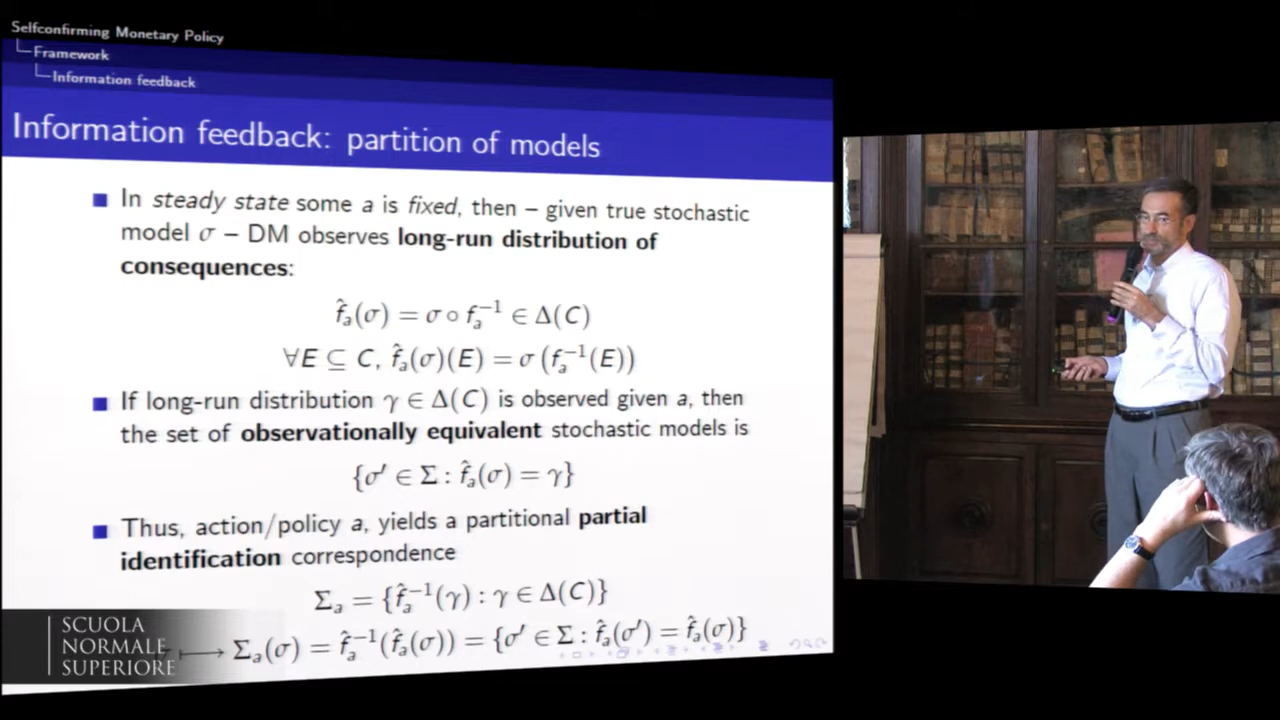 Selfconfirming Monetary Policy
Framework
Information feedback
Information feedback: partition of models
In steady state some a is fixed, then – given true stochastic
model σ – DM observes long-run distribution of
consequences:
f̂ₐ(σ) = σ ∘ fₐ⁻¹ ∈ Δ(C)
∀E ⊆ C, f̂ₐ(σ)(E) = σ (fₐ⁻¹(E))
If long-run distribution γ ∈ Δ(C) is observed given a, then
the set of observationally equivalent stochastic models is
{σ′ ∈ Σ : f̂ₐ(σ) = γ}
Thus, action/policy a, yields a partitional partial
identification correspondence
Σₐ = {f̂ₐ⁻¹(γ) : γ ∈ Δ(C)}
⟼ Σₐ(σ) = f̂ₐ⁻¹(f̂ₐ(σ)) = {σ′ ∈ Σ : f̂ₐ(σ′) = f̂ₐ(σ)}
SCUOLA
NORMALE
SUPERIORE